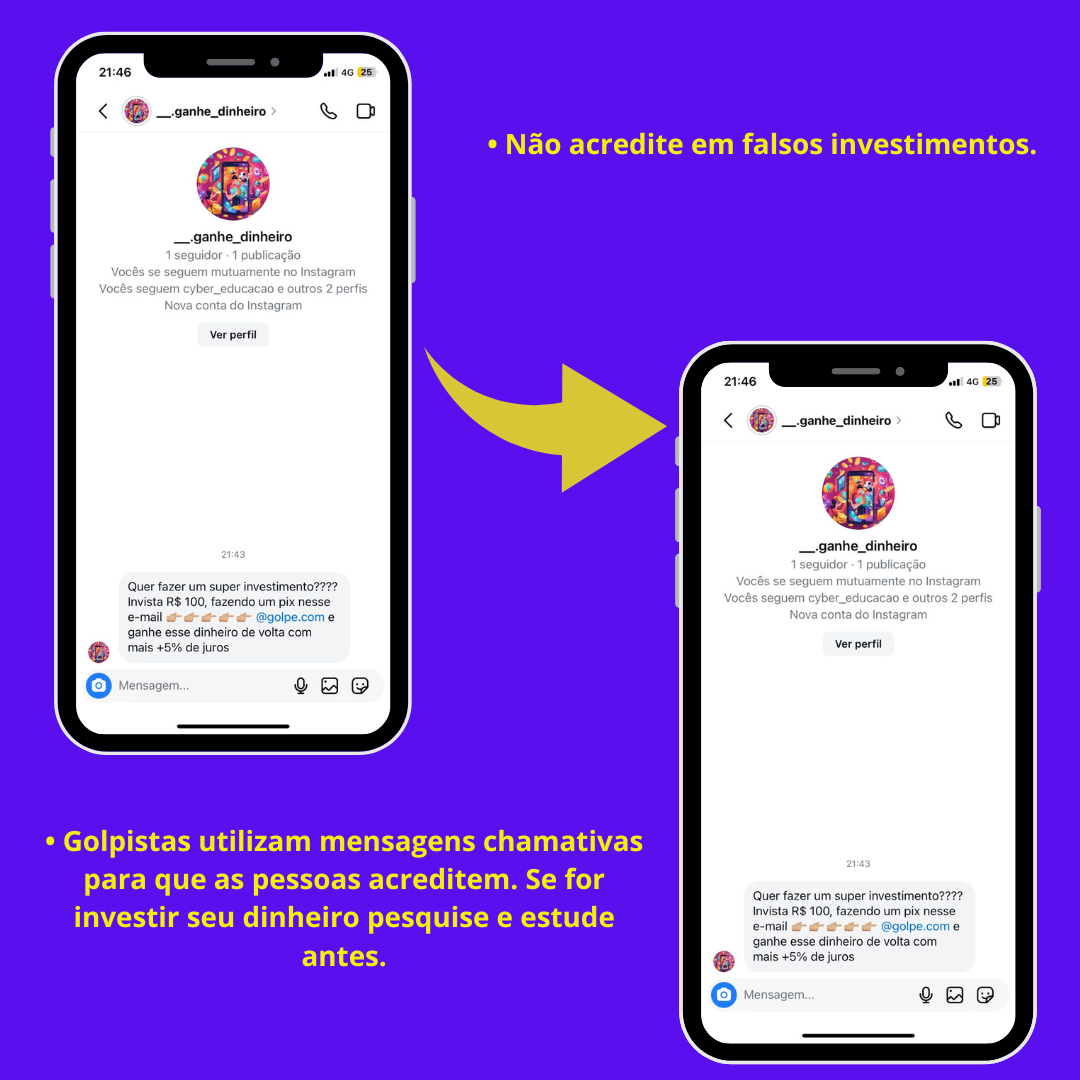 21:46
4G 25
__.ganhe_dinheiro
__.ganhe_dinheiro
1 seguidor · 1 publicação
Vocês se seguem mutuamente no Instagram
Vocês seguem cyber_educacao e outros 2 perfis
Nova conta do Instagram
Ver perfil
21:43
Quer fazer um super investimento????
Invista R$ 100, fazendo um pix nesse
e-mail 👉🏼👉🏼👉🏼👉🏼👉🏼 @golpe.com e
ganhe esse dinheiro de volta com
mais +5% de juros
Mensagem...
• Não acredite em falsos investimentos.
21:46
4G 25
__.ganhe_dinheiro
__.ganhe_dinheiro
1 seguidor · 1 publicação
Vocês se seguem mutuamente no Instagram
Vocês seguem cyber_educacao e outros 2 perfis
Nova conta do Instagram
Ver perfil
21:43
Quer fazer um super investimento????
Invista R$ 100, fazendo um pix nesse
e-mail 👉🏼👉🏼👉🏼👉🏼👉🏼 @golpe.com e
ganhe esse dinheiro de volta com
mais +5% de juros
Mensagem...
• Golpistas utilizam mensagens chamativas
para que as pessoas acreditem. Se for
investir seu dinheiro pesquise e estude
antes.